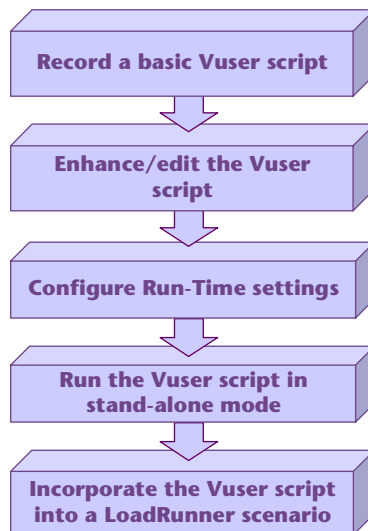 Record a basic Vuser script
Enhance/edit the Vuser
script
Configure Run-Time settings
Run the Vuser script in
stand-alone mode
Incorporate the Vuser script
into a LoadRunner scenario